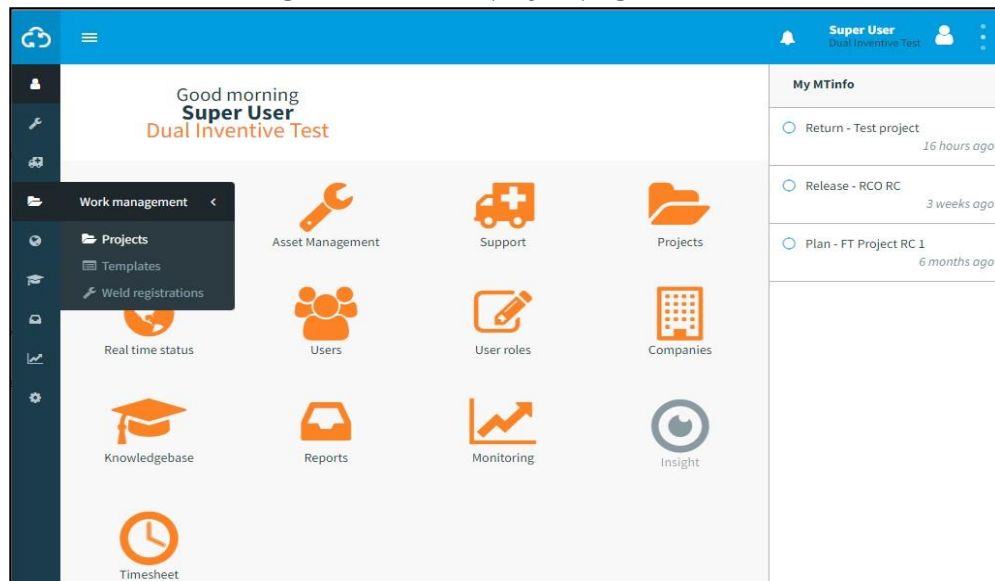 Super User
Dual Inventive Test
Good morning
Super User
Dual Inventive Test
My MTinfo
Return - Test project
16 hours ago
Release - RCO RC
3 weeks ago
Plan - FT Project RC 1
6 months ago
Work management <
Projects
Templates
Weld registrations
Asset Management
Support
Projects
Real time status
Users
User roles
Companies
Knowledgebase
Reports
Monitoring
Insight
Timesheet